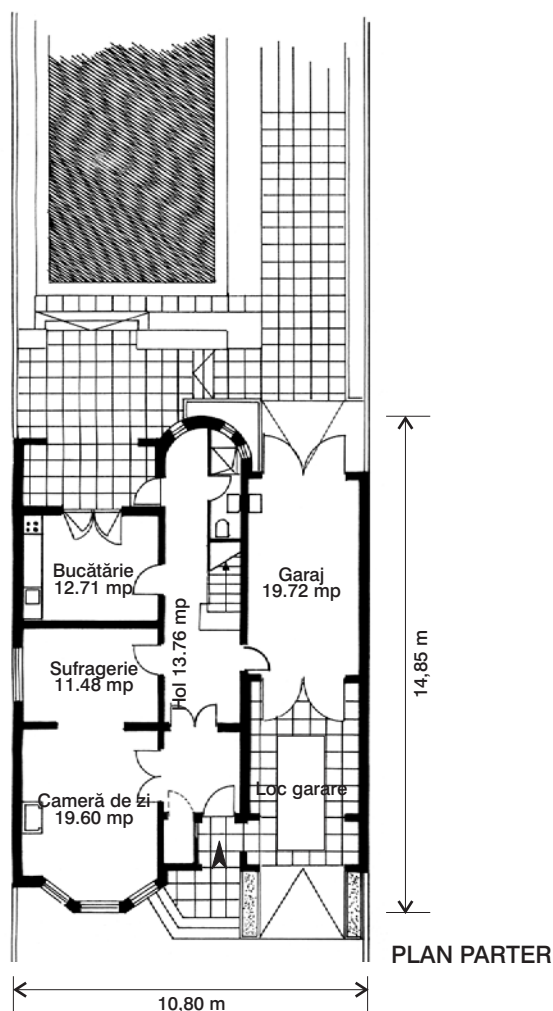 Bucătărie
12.71 mp
Garaj
19.72 mp
Hol 13.76 mp
Sufragerie
11.48 mp
14,85 m
Loc garare
Cameră de zi
19.60 mp
PLAN PARTER
10,80 m